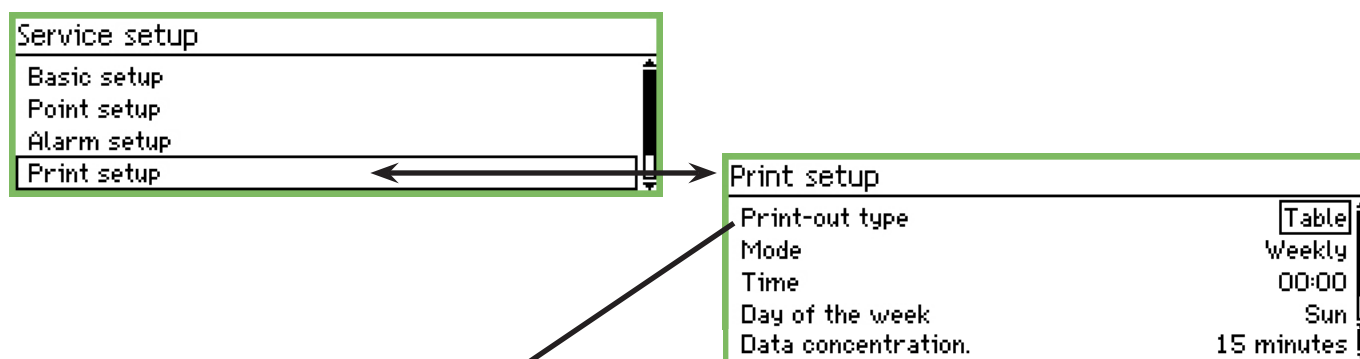 Service setup
Basic setup
Point setup
Alarm setup
Print setup
Print setup
Print-out type Table
Mode Weekly
Time 00:00
Day of the week Sun
Data concentration. 15 minutes